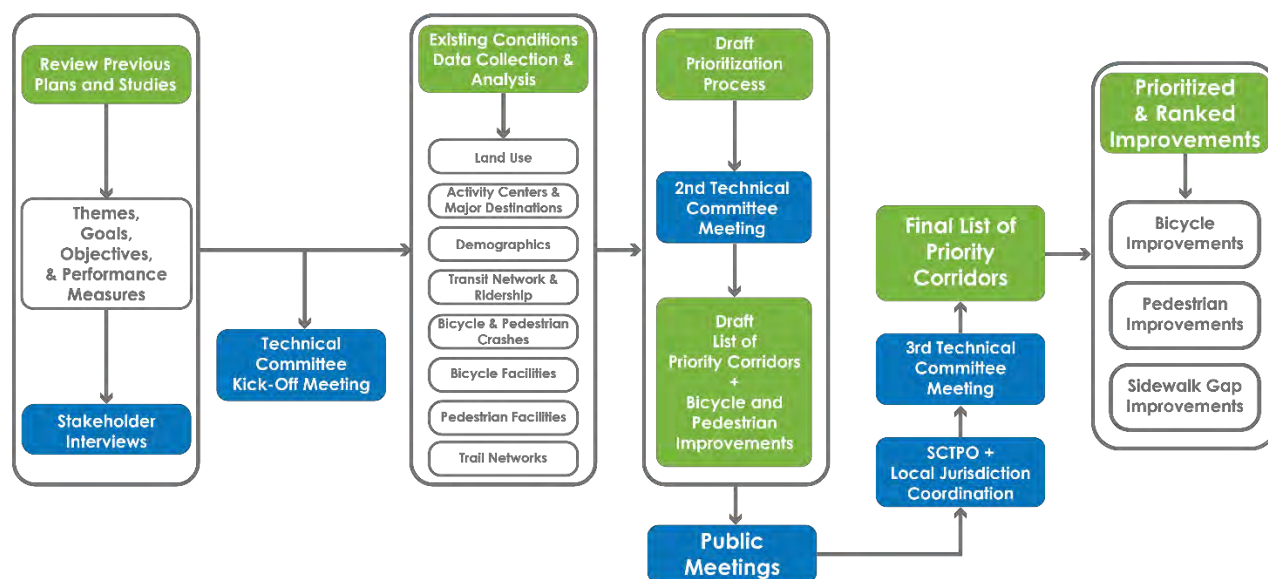 Review Previous
Plans and Studies
Themes,
Goals,
Objectives,
& Performance
Measures
Stakeholder
Interviews
Technical
Committee
Kick-Off Meeting
Existing Conditions
Data Collection &
Analysis
Land Use
Activity Centers &
Major Destinations
Demographics
Transit Network &
Ridership
Bicycle & Pedestrian
Crashes
Bicycle Facilities
Pedestrian Facilities
Trail Networks
Draft
Prioritization
Process
2nd Technical
Committee
Meeting
Draft
List of
Priority Corridors
+
Bicycle and
Pedestrian
Improvements
Public
Meetings
SCTPO +
Local Jurisdiction
Coordination
3rd Technical
Committee
Meeting
Final List of
Priority
Corridors
Prioritized
& Ranked
Improvements
Bicycle
Improvements
Pedestrian
Improvements
Sidewalk Gap
Improvements